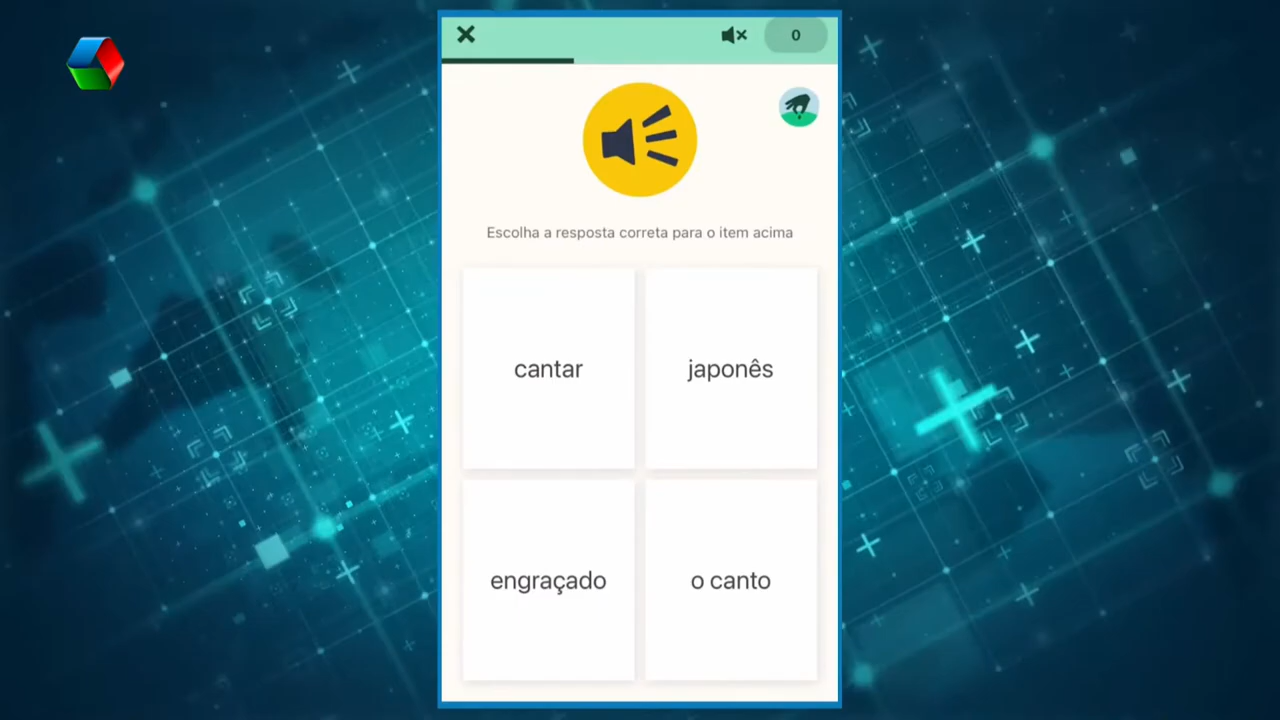 0
Escolha a resposta correta para o item acima
cantar
japonês
engraçado
o canto